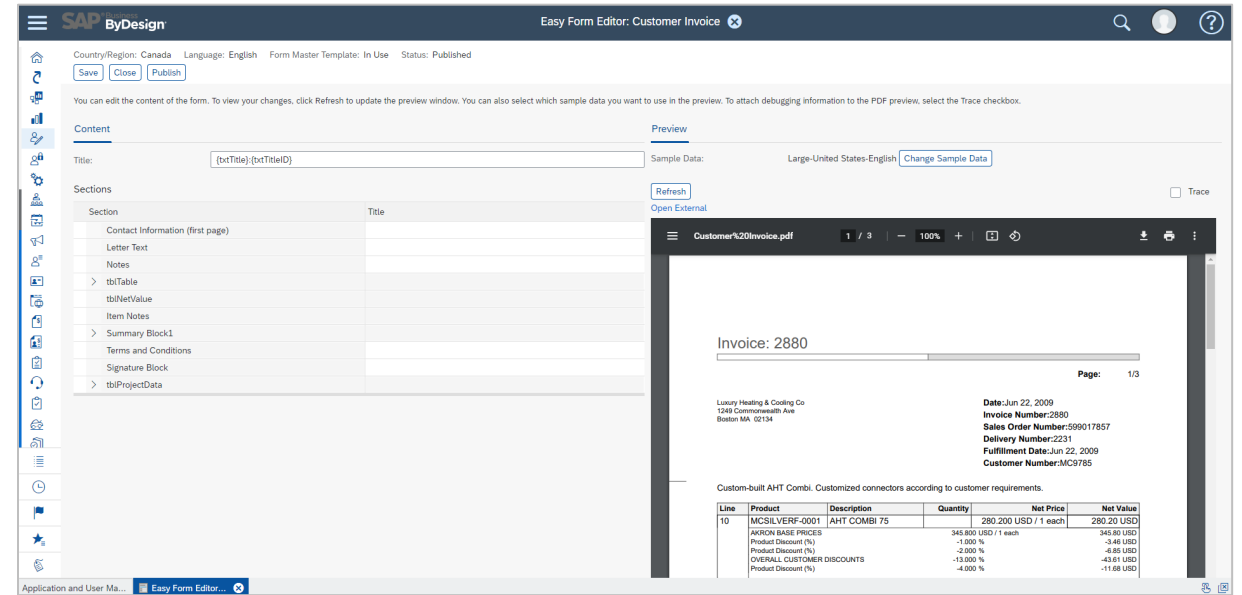 SAP Business ByDesign
Easy Form Editor: Customer Invoice
Country/Region: Canada Language: English Form Master Template: In Use Status: Published
Save Close Publish
You can edit the content of the form. To view your changes, click Refresh to update the preview window. You can also select which sample data you want to use in the preview. To attach debugging information to the PDF preview, select the Trace checkbox.
Content
Title: {txtTitle}:{txtTitleID}
Sections
Section Title
Contact Information (first page)
Letter Text
Notes
tblTable
tblNetValue
Item Notes
Summary Block1
Terms and Conditions
Signature Block
tblProjectData
Preview
Sample Data: Large-United States-English Change Sample Data
Refresh Trace
Open External
Customer%20Invoice.pdf 1 / 3 | − 100% +
Invoice: 2880
Page: 1/3
Luxury Heating & Cooling Co
1249 Commonwealth Ave
Boston MA 02134
Date:Jun 22, 2009
Invoice Number:2880
Sales Order Number:599017857
Delivery Number:2231
Fulfillment Date:Jun 22, 2009
Customer Number:MC9785
Custom-built AHT Combi. Customized connectors according to customer requirements.
Line Product Description Quantity Net Price Net Value
10 MCSILVERF-0001 AHT COMBI 75 280.200 USD / 1 each 280.20 USD
AKRON BASE PRICES 345.800 USD / 1 each 345.80 USD
Product Discount (%) -1.000 % -3.46 USD
Product Discount (%) -2.000 % -6.85 USD
OVERALL CUSTOMER DISCOUNTS -13.000 % -43.61 USD
Product Discount (%) -4.000 % -11.68 USD
Application and User Ma... Easy Form Editor...